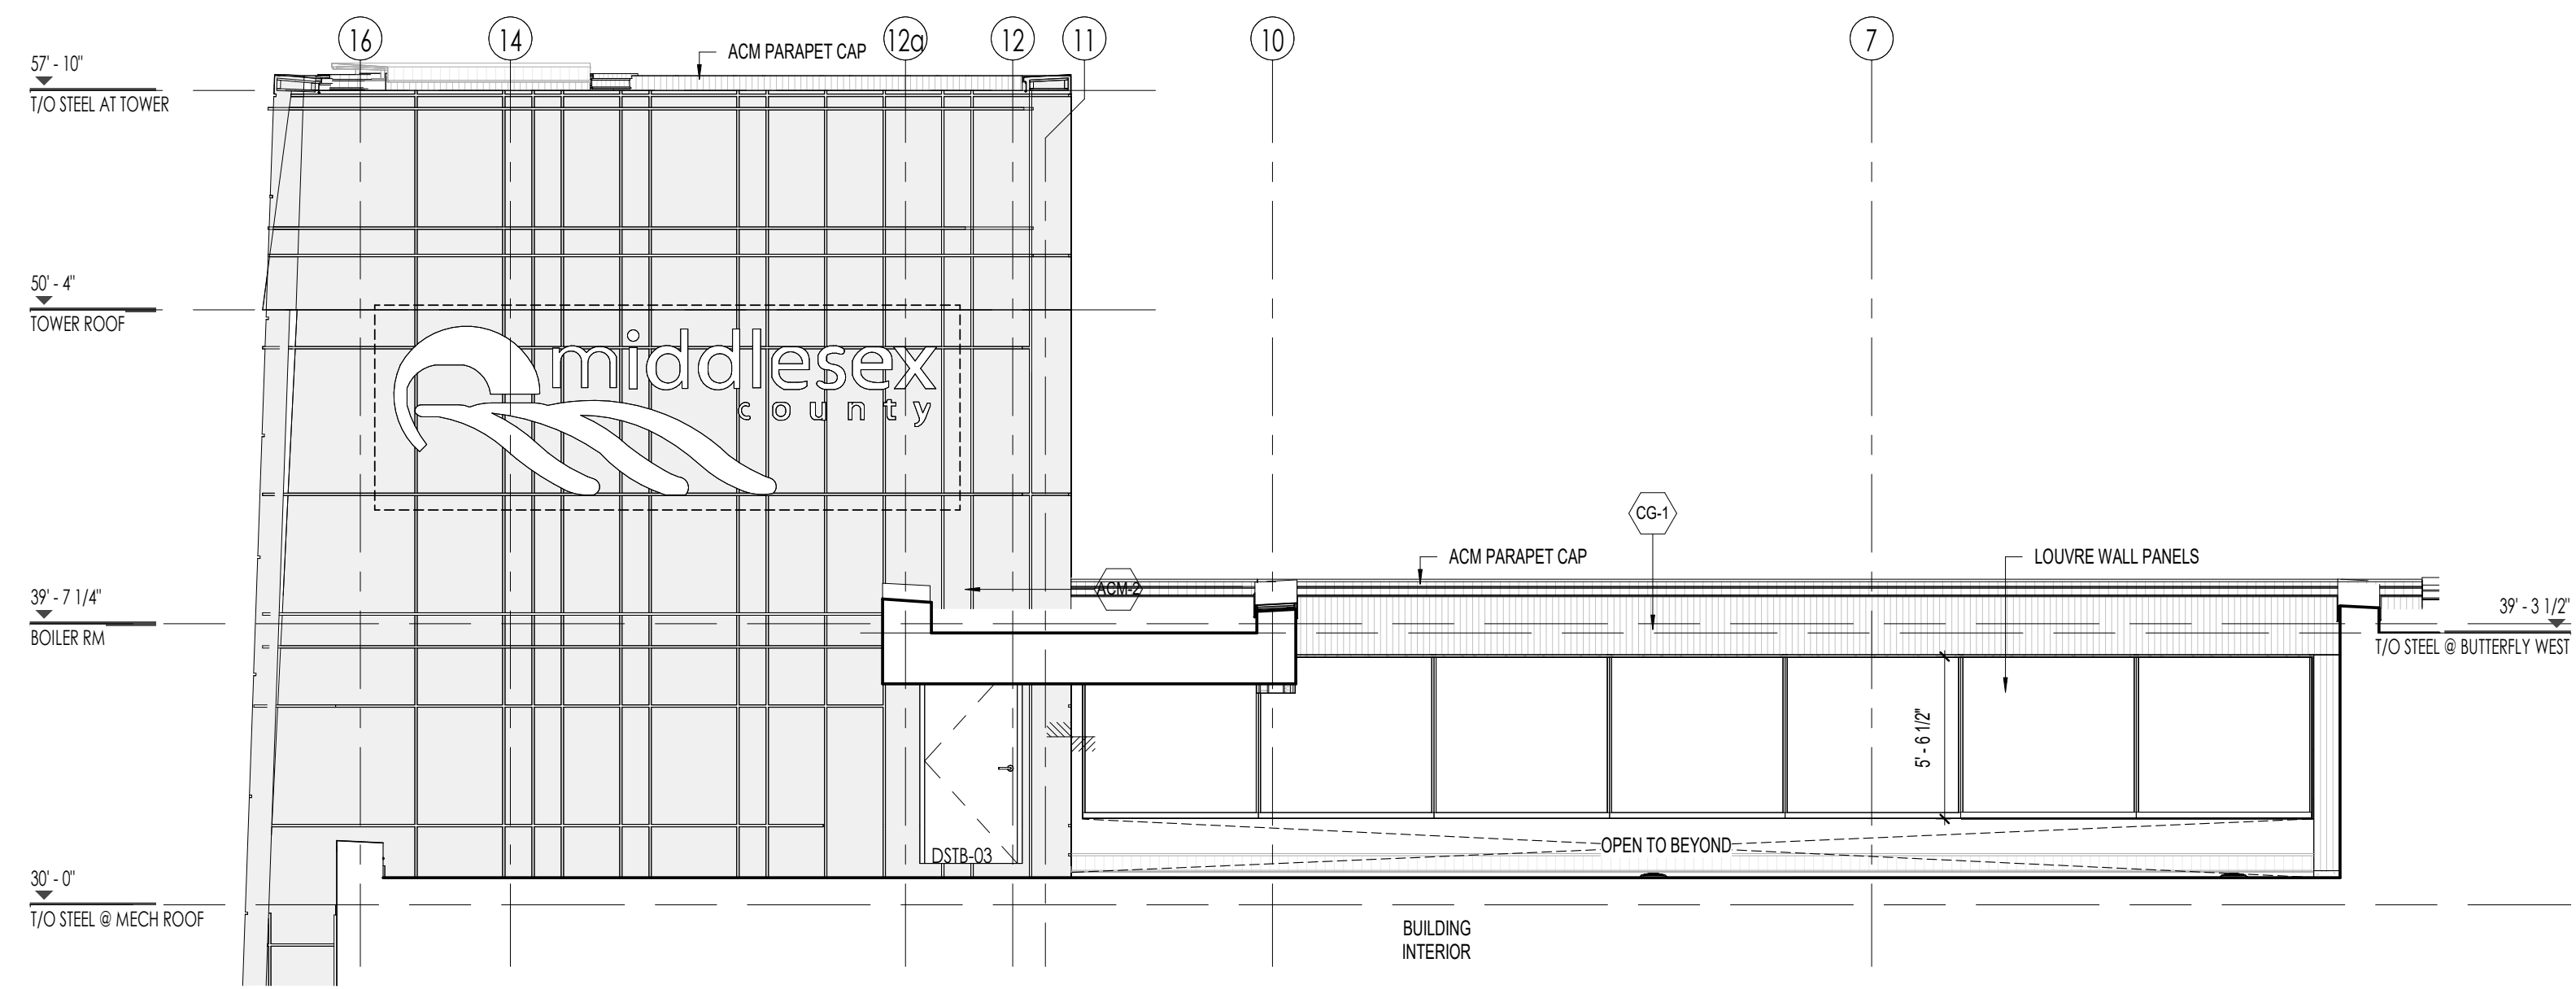 16
14
12a
12
11
10
7
ACM PARAPET CAP
57' - 10"
T/O STEEL AT TOWER
50' - 4"
TOWER ROOF
middlesex
county
CG-1
ACM PARAPET CAP
LOUVRE WALL PANELS
ACM-2
39' - 7 1/4"
BOILER RM
39' - 3 1/2"
T/O STEEL @ BUTTERFLY WEST
5' - 6 1/2"
OPEN TO BEYOND
DSTB-03
30' - 0"
T/O STEEL @ MECH ROOF
BUILDING
INTERIOR